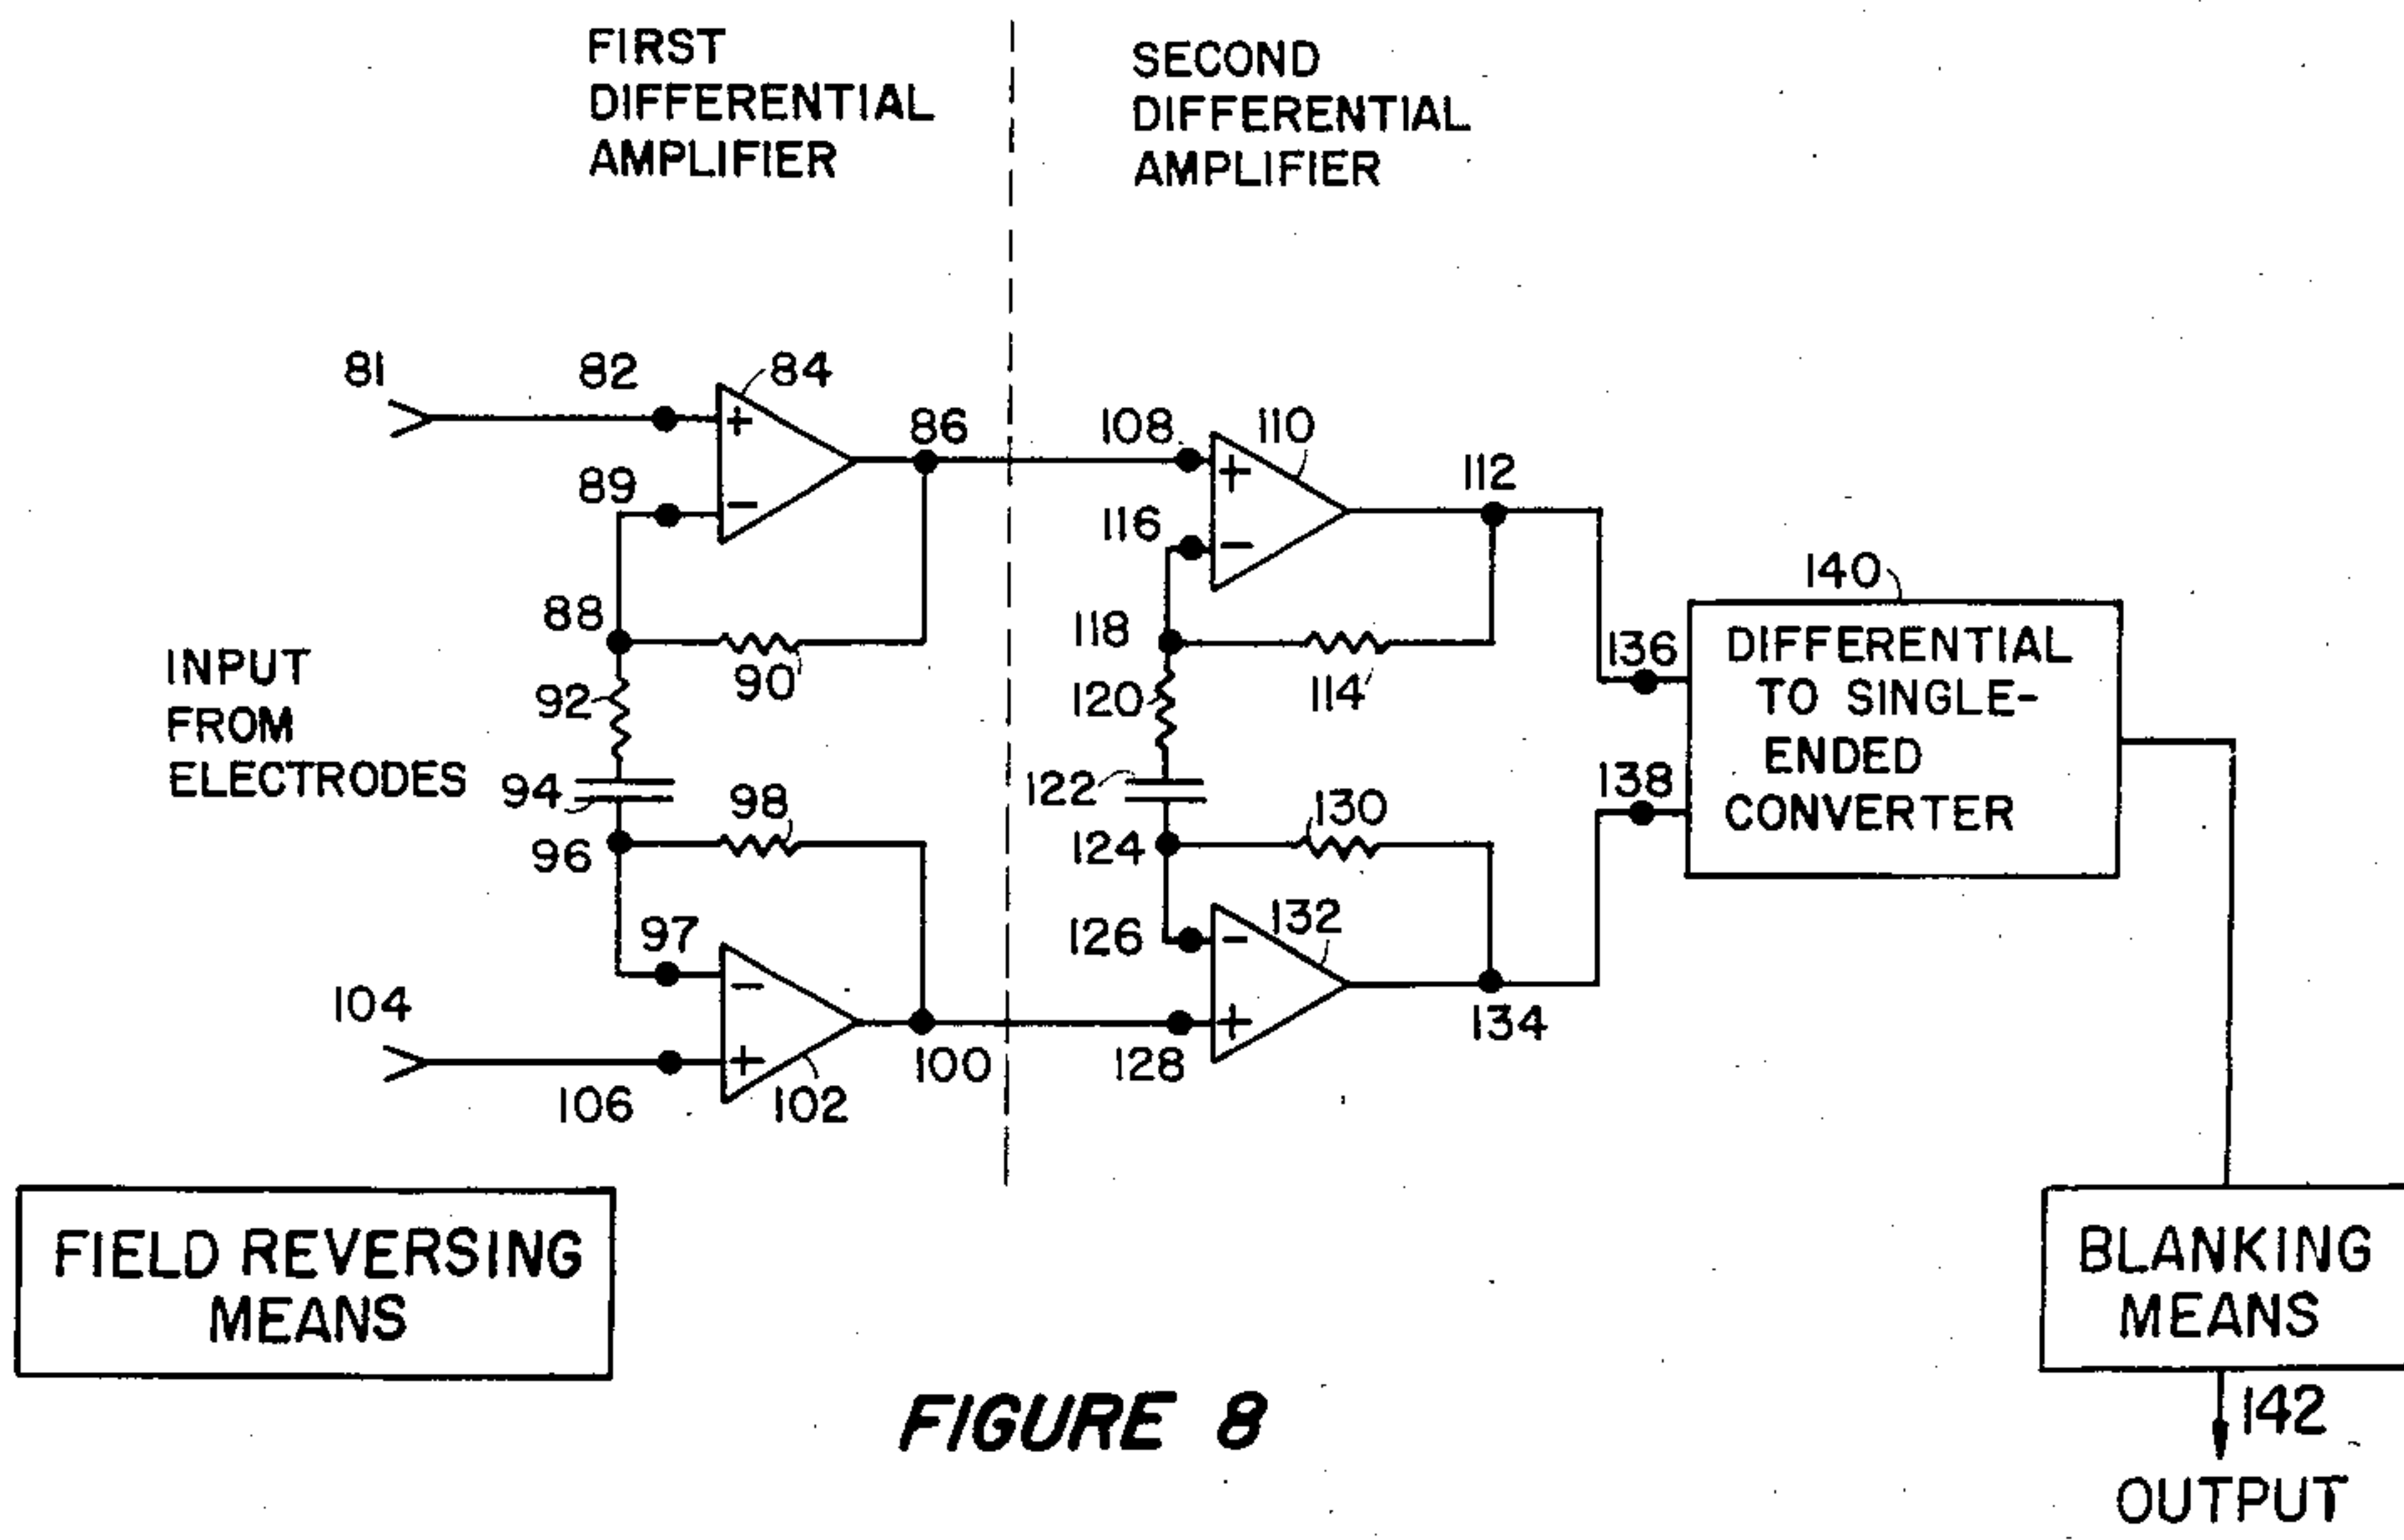 FIRST
DIFFERENTIAL
AMPLIFIER
SECOND
DIFFERENTIAL
AMPLIFIER
81
82
84
86
89
88
90
92
94
96
98
97
104
106
102
100
INPUT
FROM
ELECTRODES
108
110
112
116
118
120
114
122
124
130
126
132
128
134
136
138
140
DIFFERENTIAL
TO SINGLE-
ENDED
CONVERTER
+
-
-
+
+
-
-
+
FIELD REVERSING
MEANS
BLANKING
MEANS
142
OUTPUT
FIGURE 8